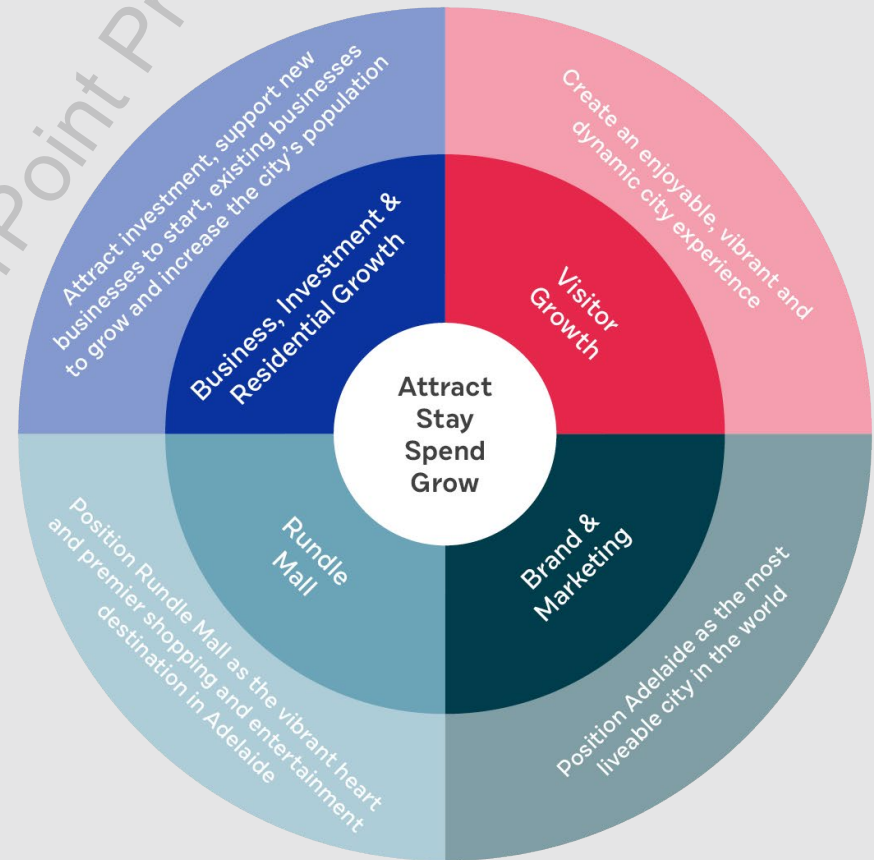 Attract investment, support new
businesses to start, existing businesses
to grow and increase the city's population
Business, Investment &
Residential Growth
Create an enjoyable, vibrant and
dynamic city experience
Visitor
Growth
Attract
Stay
Spend
Grow
Rundle
Mall
Position Rundle Mall as the vibrant heart
and premier shopping and entertainment
destination in Adelaide
Brand &
Marketing
Position Adelaide as the most
liveable city in the world